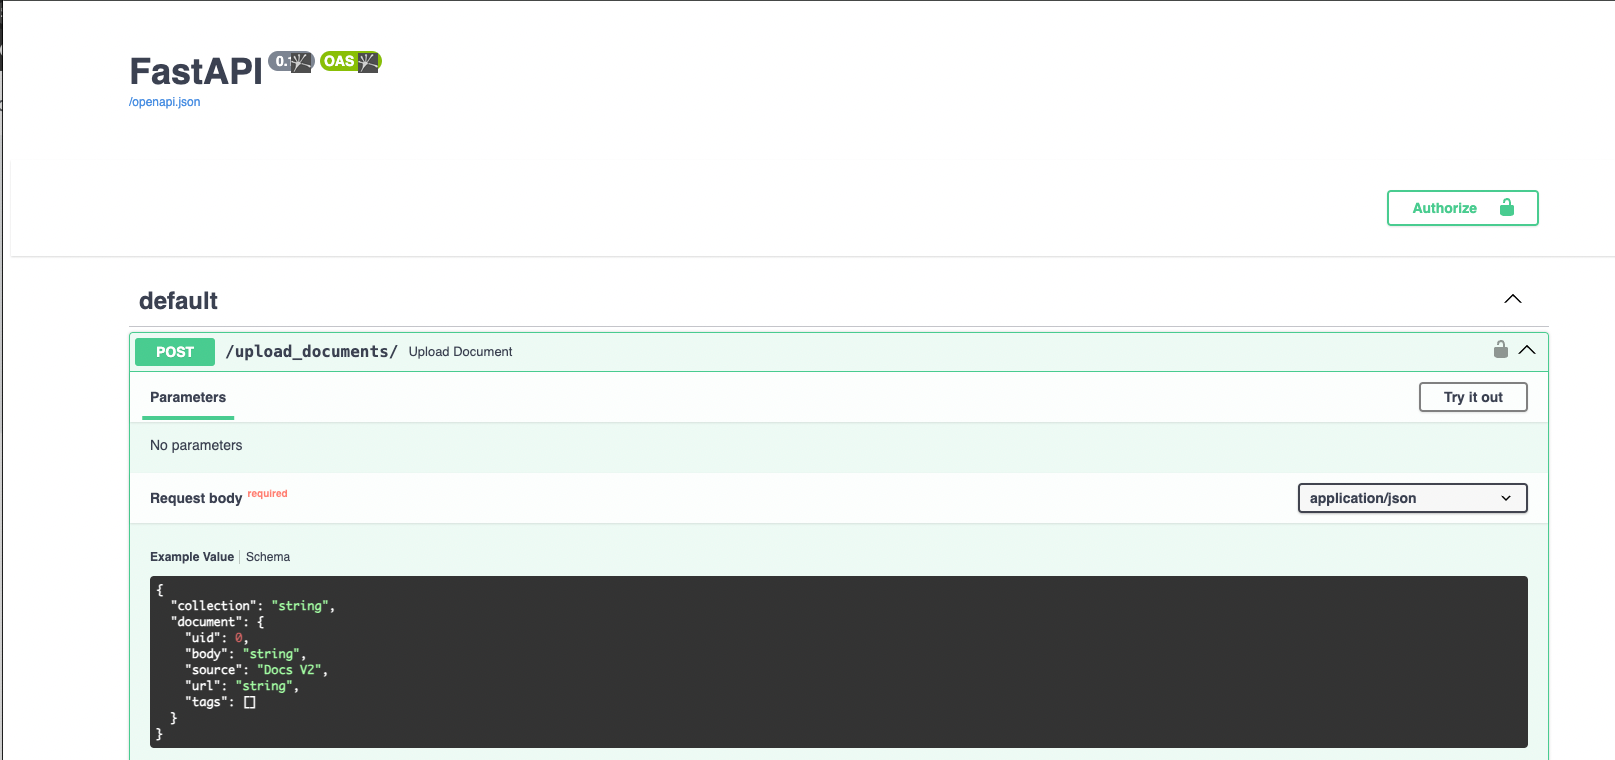 FastAPI 0.1 OAS
/openapi.json
Authorize
default
POST /upload_documents/ Upload Document
Parameters
Try it out
No parameters
Request body required
application/json
Example Value Schema
{
  "collection": "string",
  "document": {
    "uid": 0,
    "body": "string",
    "source": "Docs V2",
    "url": "string",
    "tags": []
  }
}